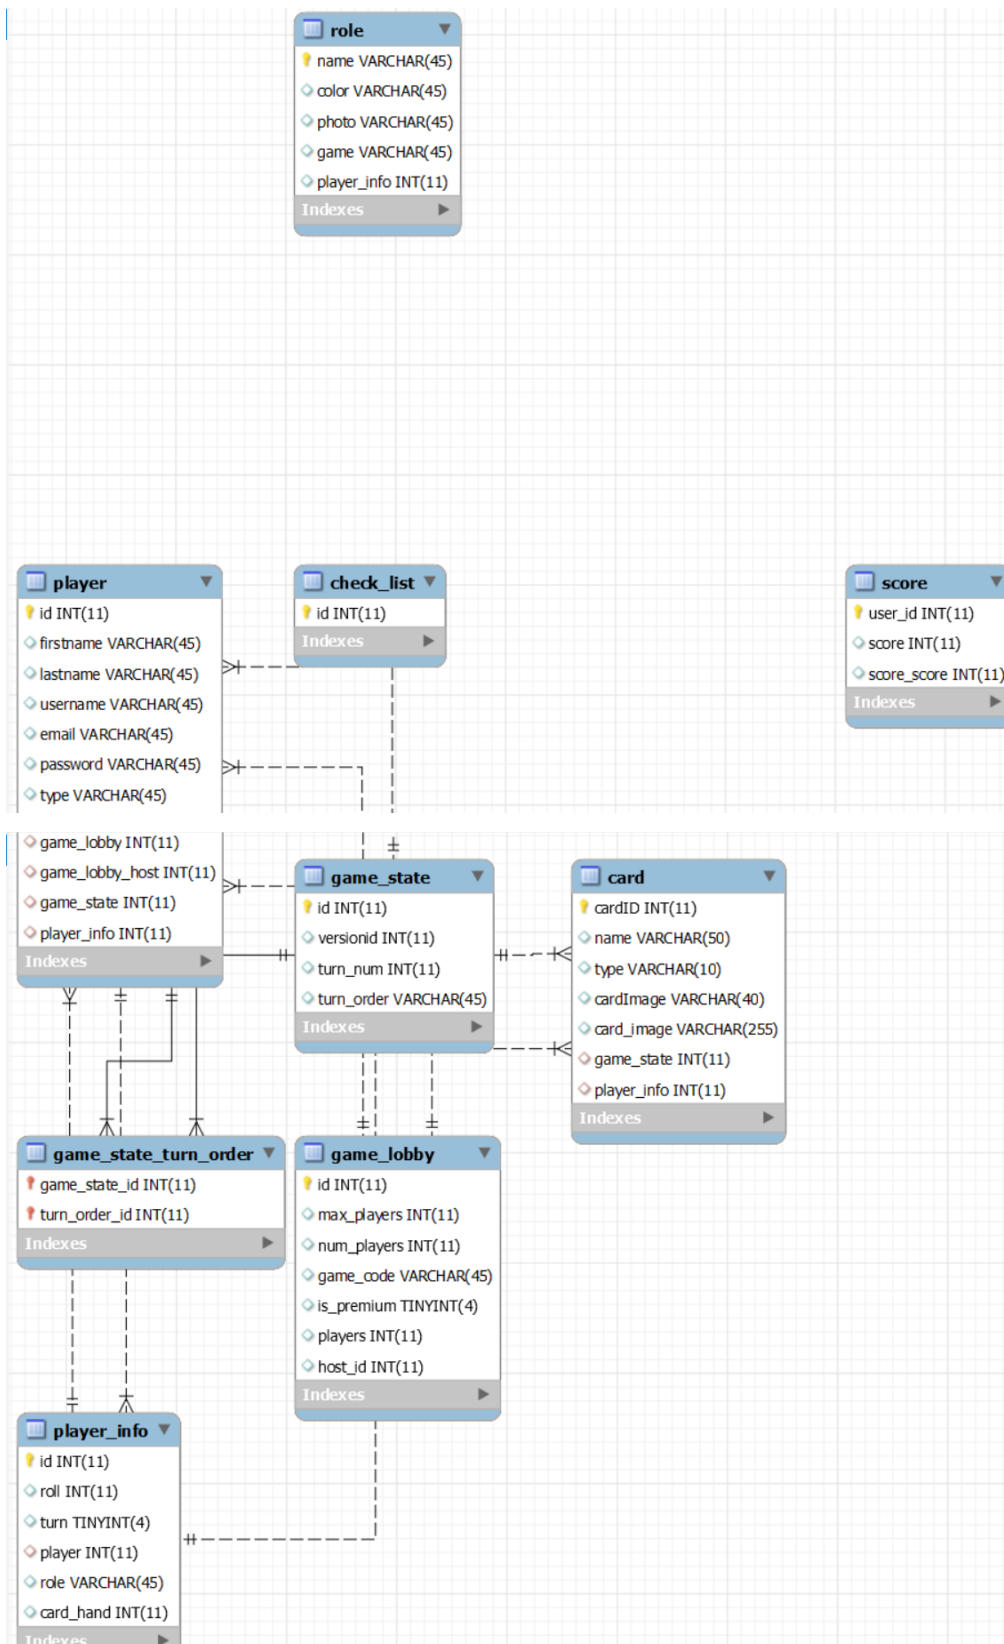 role
name VARCHAR(45)
color VARCHAR(45)
photo VARCHAR(45)
game VARCHAR(45)
player_info INT(11)
Indexes
player
id INT(11)
firstname VARCHAR(45)
lastname VARCHAR(45)
username VARCHAR(45)
email VARCHAR(45)
password VARCHAR(45)
type VARCHAR(45)
check_list
id INT(11)
Indexes
score
user_id INT(11)
score INT(11)
score_score INT(11)
Indexes
game_lobby INT(11)
game_lobby_host INT(11)
game_state INT(11)
player_info INT(11)
Indexes
game_state
id INT(11)
versionid INT(11)
turn_num INT(11)
turn_order VARCHAR(45)
Indexes
card
cardID INT(11)
name VARCHAR(50)
type VARCHAR(10)
cardImage VARCHAR(40)
card_image VARCHAR(255)
game_state INT(11)
player_info INT(11)
Indexes
game_state_turn_order
game_state_id INT(11)
turn_order_id INT(11)
Indexes
game_lobby
id INT(11)
max_players INT(11)
num_players INT(11)
game_code VARCHAR(45)
is_premium TINYINT(4)
players INT(11)
host_id INT(11)
Indexes
player_info
id INT(11)
roll INT(11)
turn TINYINT(4)
player INT(11)
role VARCHAR(45)
card_hand INT(11)
Indexes